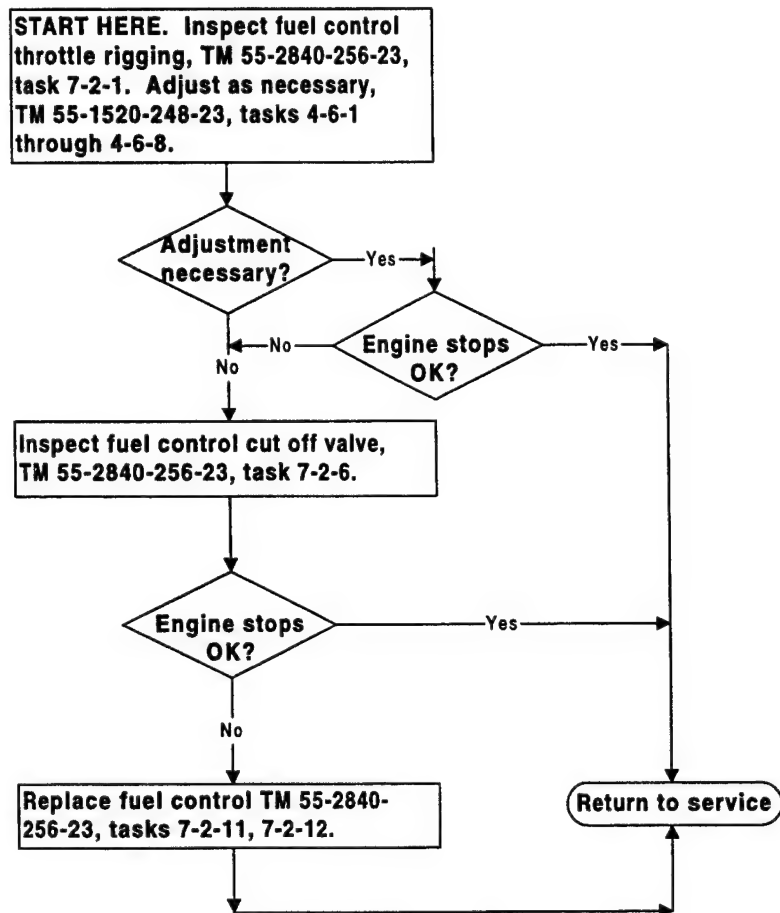 START HERE. Inspect fuel control
throttle rigging, TM 55-2840-256-23,
task 7-2-1. Adjust as necessary,
TM 55-1520-248-23, tasks 4-6-1
through 4-6-8.
Adjustment
necessary?
Yes
Engine stops
OK?
Yes
No
No
Inspect fuel control cut off valve,
TM 55-2840-256-23, task 7-2-6.
Engine stops
OK?
Yes
No
Replace fuel control TM 55-2840-
256-23, tasks 7-2-11, 7-2-12.
Return to service